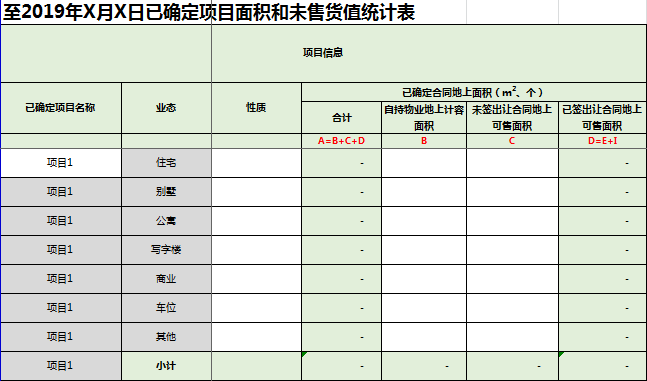 至2019年X月X日已确定项目面积和未售货值统计表
项目信息
已确定合同地上面积（m²、个）
已确定项目名称 业态 性质 合计 自持物业地上计容面积 未签出让合同地上可售面积 已签出让合同地上可售面积
A=B+C+D B C D=E+I
项目1 住宅 - -
项目1 别墅 - -
项目1 公寓 - -
项目1 写字楼 - -
项目1 商业 - -
项目1 车位 - -
项目1 其他 - -
项目1 小计 - - - -